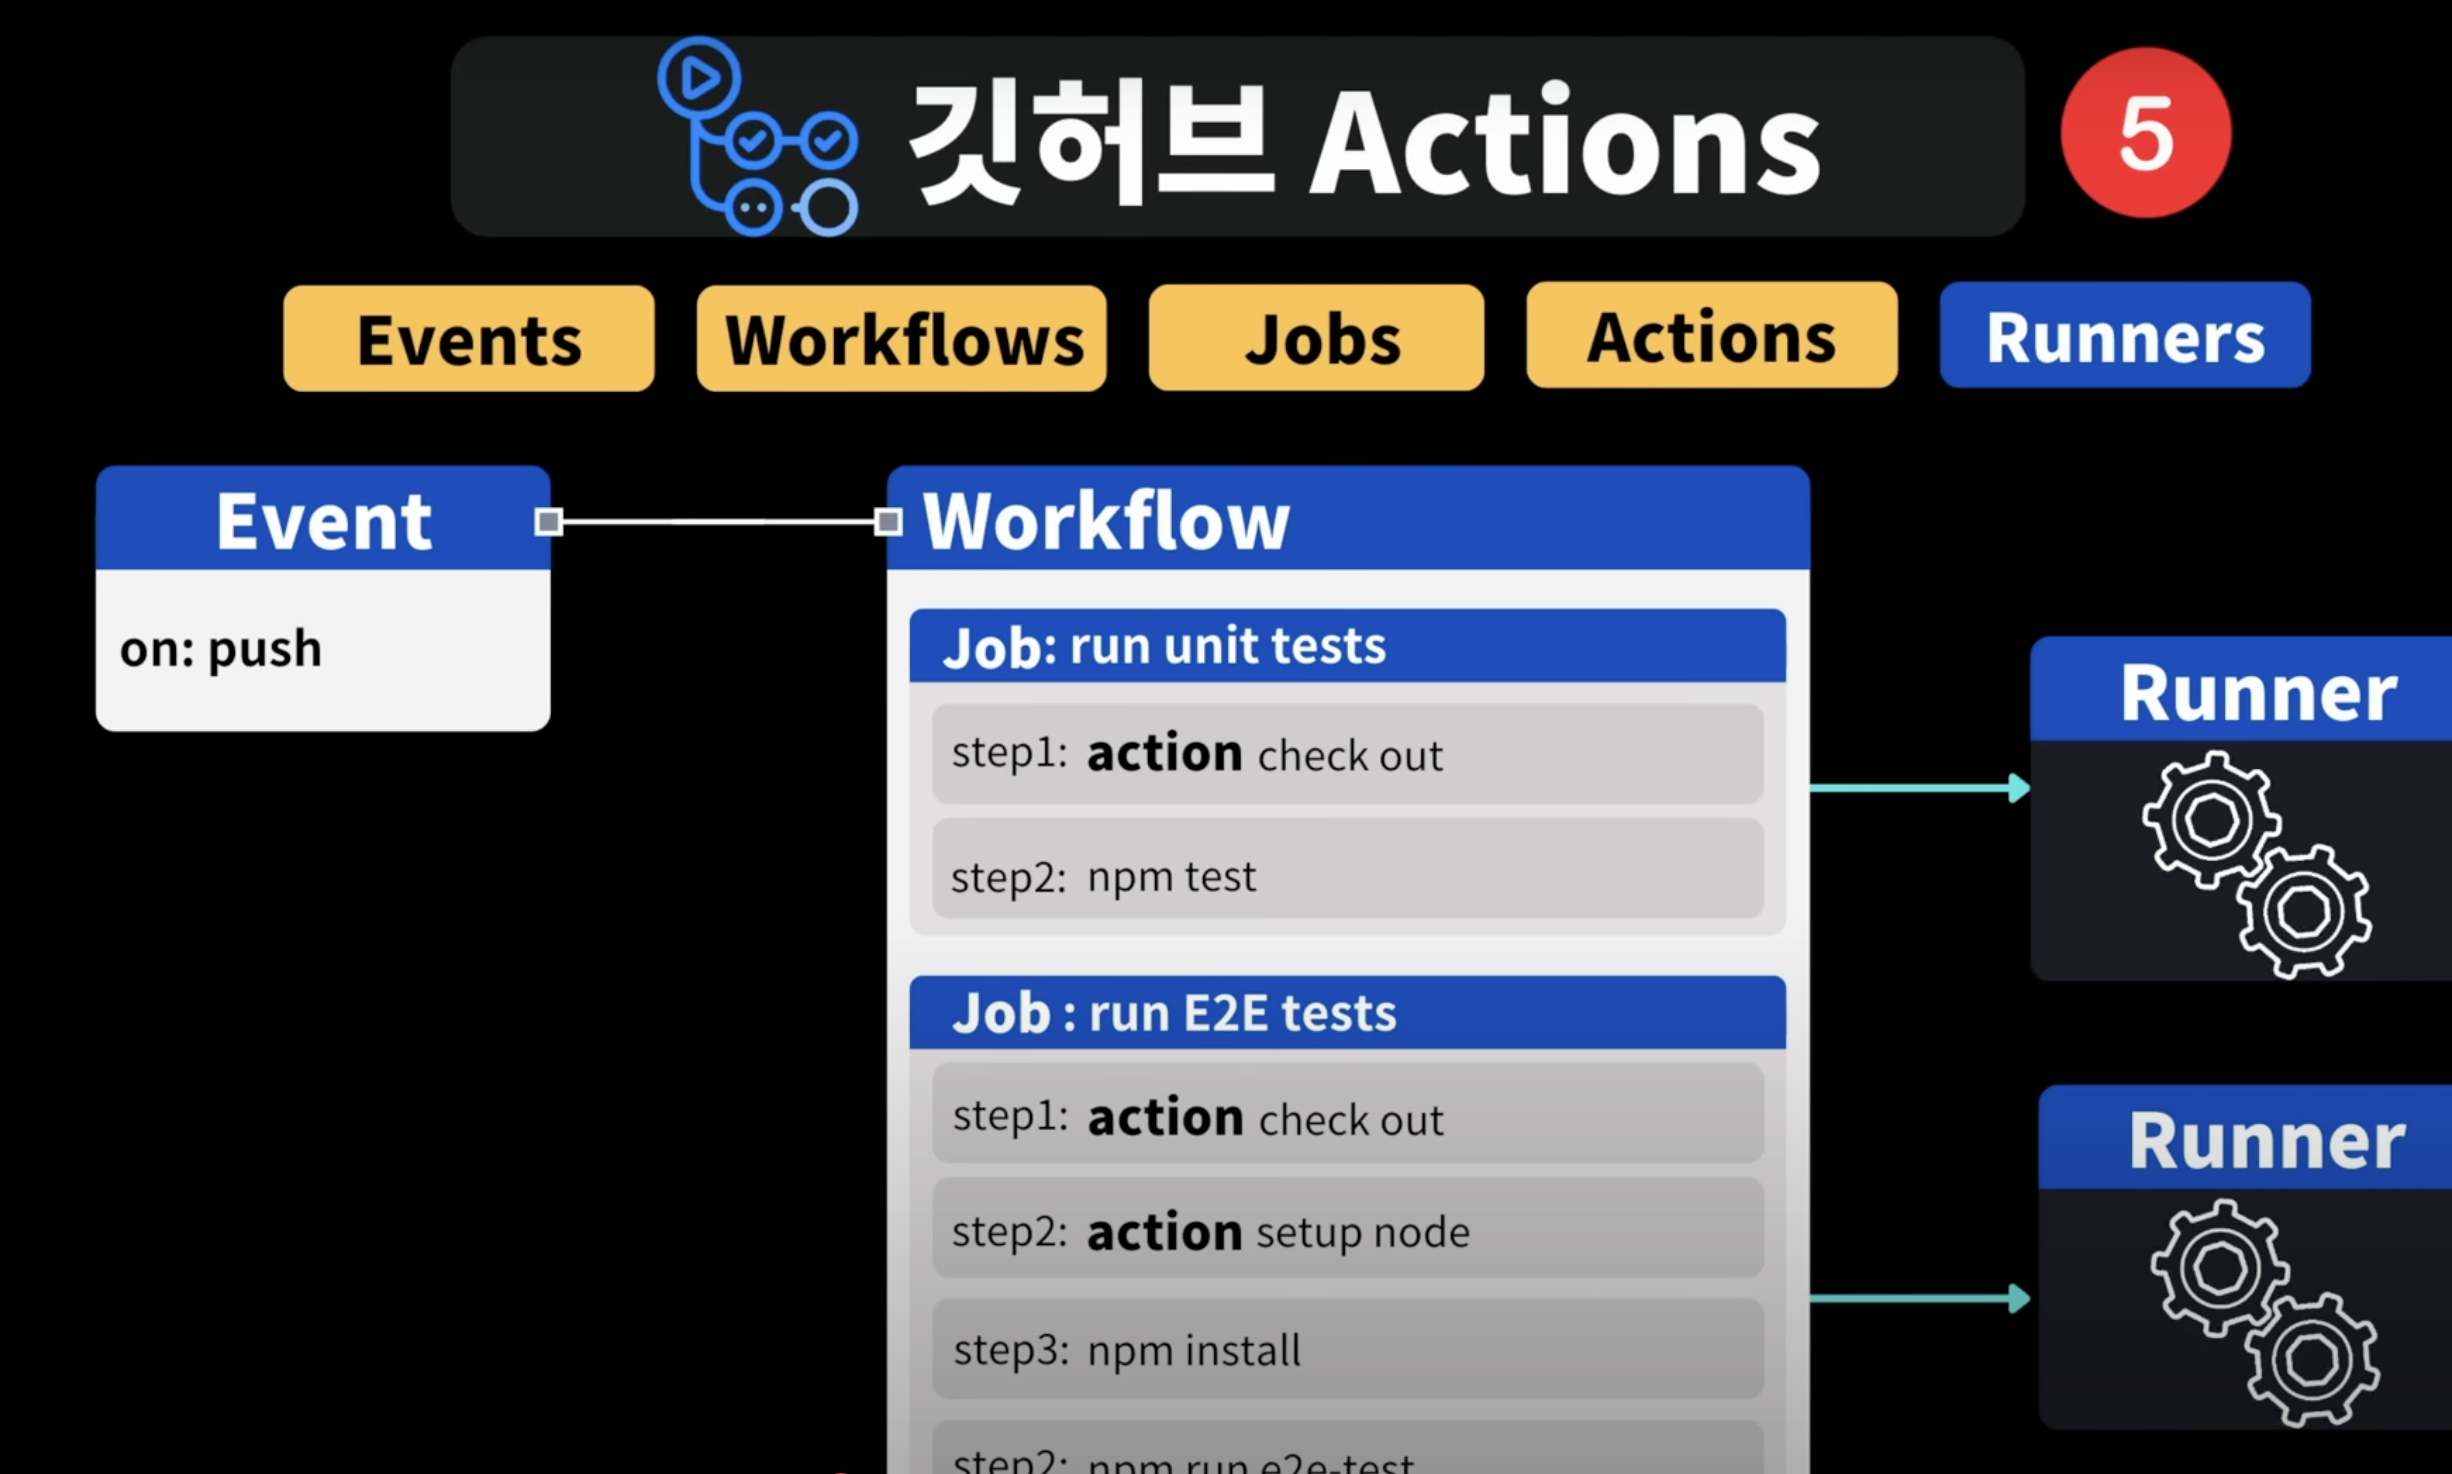 깃허브 Actions
5
Events
Workflows
Jobs
Actions
Runners
Event
on: push
Workflow
Job: run unit tests
step1: action check out
step2: npm test
Job : run E2E tests
step1: action check out
step2: action setup node
step3: npm install
step2: npm run e2e-test
Runner
Runner